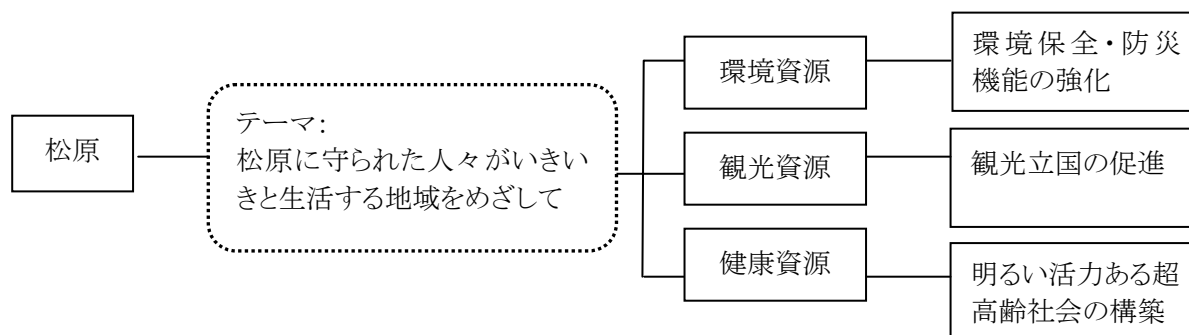 松原
テーマ：
松原に守られた人々がいきい
きと生活する地域をめざして
環境資源
環境保全・防災
機能の強化
観光資源
観光立国の促進
健康資源
明るい活力ある超
高齢社会の構築